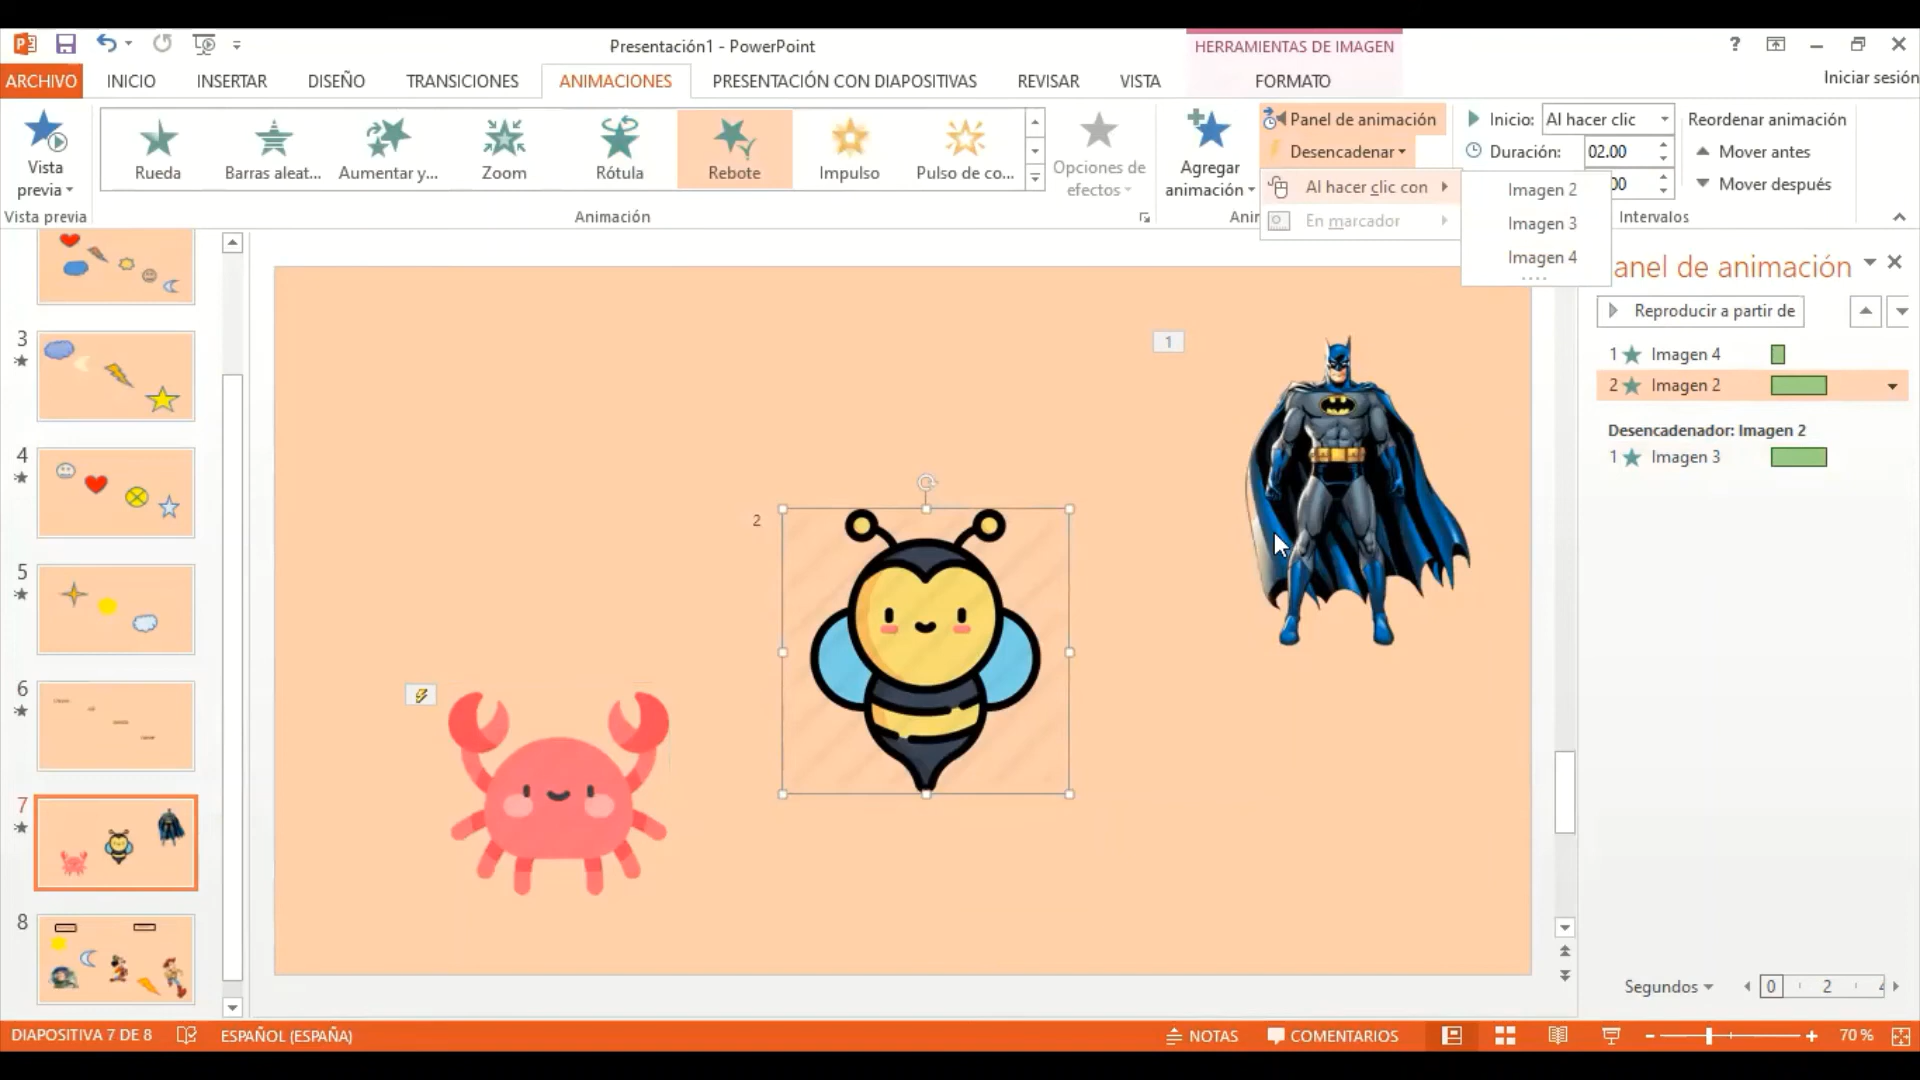 Presentación1 - PowerPoint
HERRAMIENTAS DE IMAGEN
?
ARCHIVO
INICIO
INSERTAR
DISEÑO
TRANSICIONES
ANIMACIONES
PRESENTACIÓN CON DIAPOSITIVAS
REVISAR
VISTA
FORMATO
Iniciar sesión
Vista
previa
Rueda
Barras aleat...
Aumentar y...
Zoom
Rótula
Rebote
Impulso
Pulso de co...
Opciones de
efectos
Agregar
animación
Panel de animación
Desencadenar
Al hacer clic con
En marcador
Imagen 2
Imagen 3
Imagen 4
Inicio:
Al hacer clic
Duración:
02.00
00
Reordenar animación
Mover antes
Mover después
Vista previa
Animación
Anin
Intervalos
anel de animación
Reproducir a partir de
1 Imagen 4
2 Imagen 2
Desencadenador: Imagen 2
1 Imagen 3
1
2
3
4
5
6
7
8
Segundos
0
2
4
DIAPOSITIVA 7 DE 8
ESPAÑOL (ESPAÑA)
NOTAS
COMENTARIOS
70 %